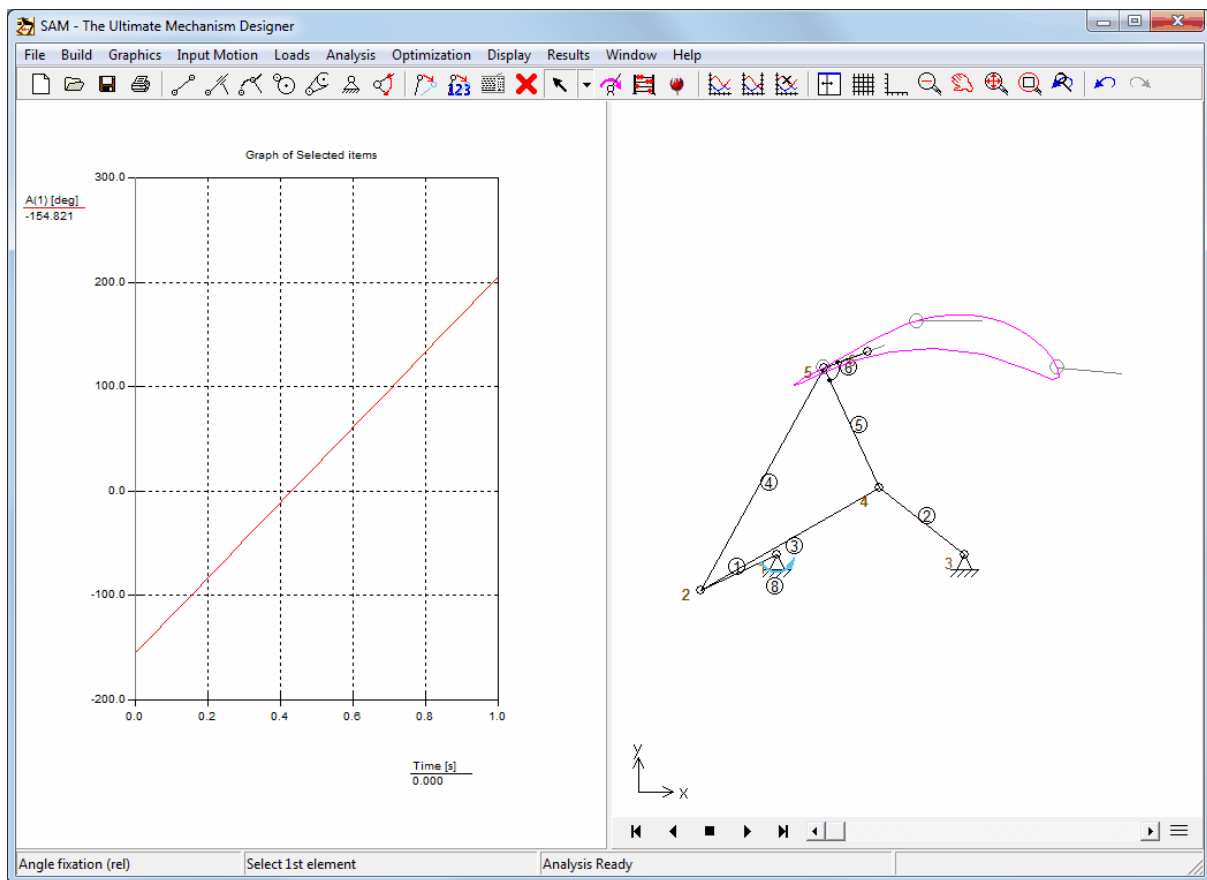 SAM - The Ultimate Mechanism Designer
File Build Graphics Input Motion Loads Analysis Optimization Display Results Window Help
123
Graph of Selected items
300.0
A(1) [deg]
-154.821
200.0
100.0
0.0
-100.0
-200.0
0.0 0.2 0.4 0.6 0.8 1.0
Time [s]
0.000
5 6
5
4
4
2
3
1
3
2
8
y
x
Angle fixation (rel) Select 1st element Analysis Ready